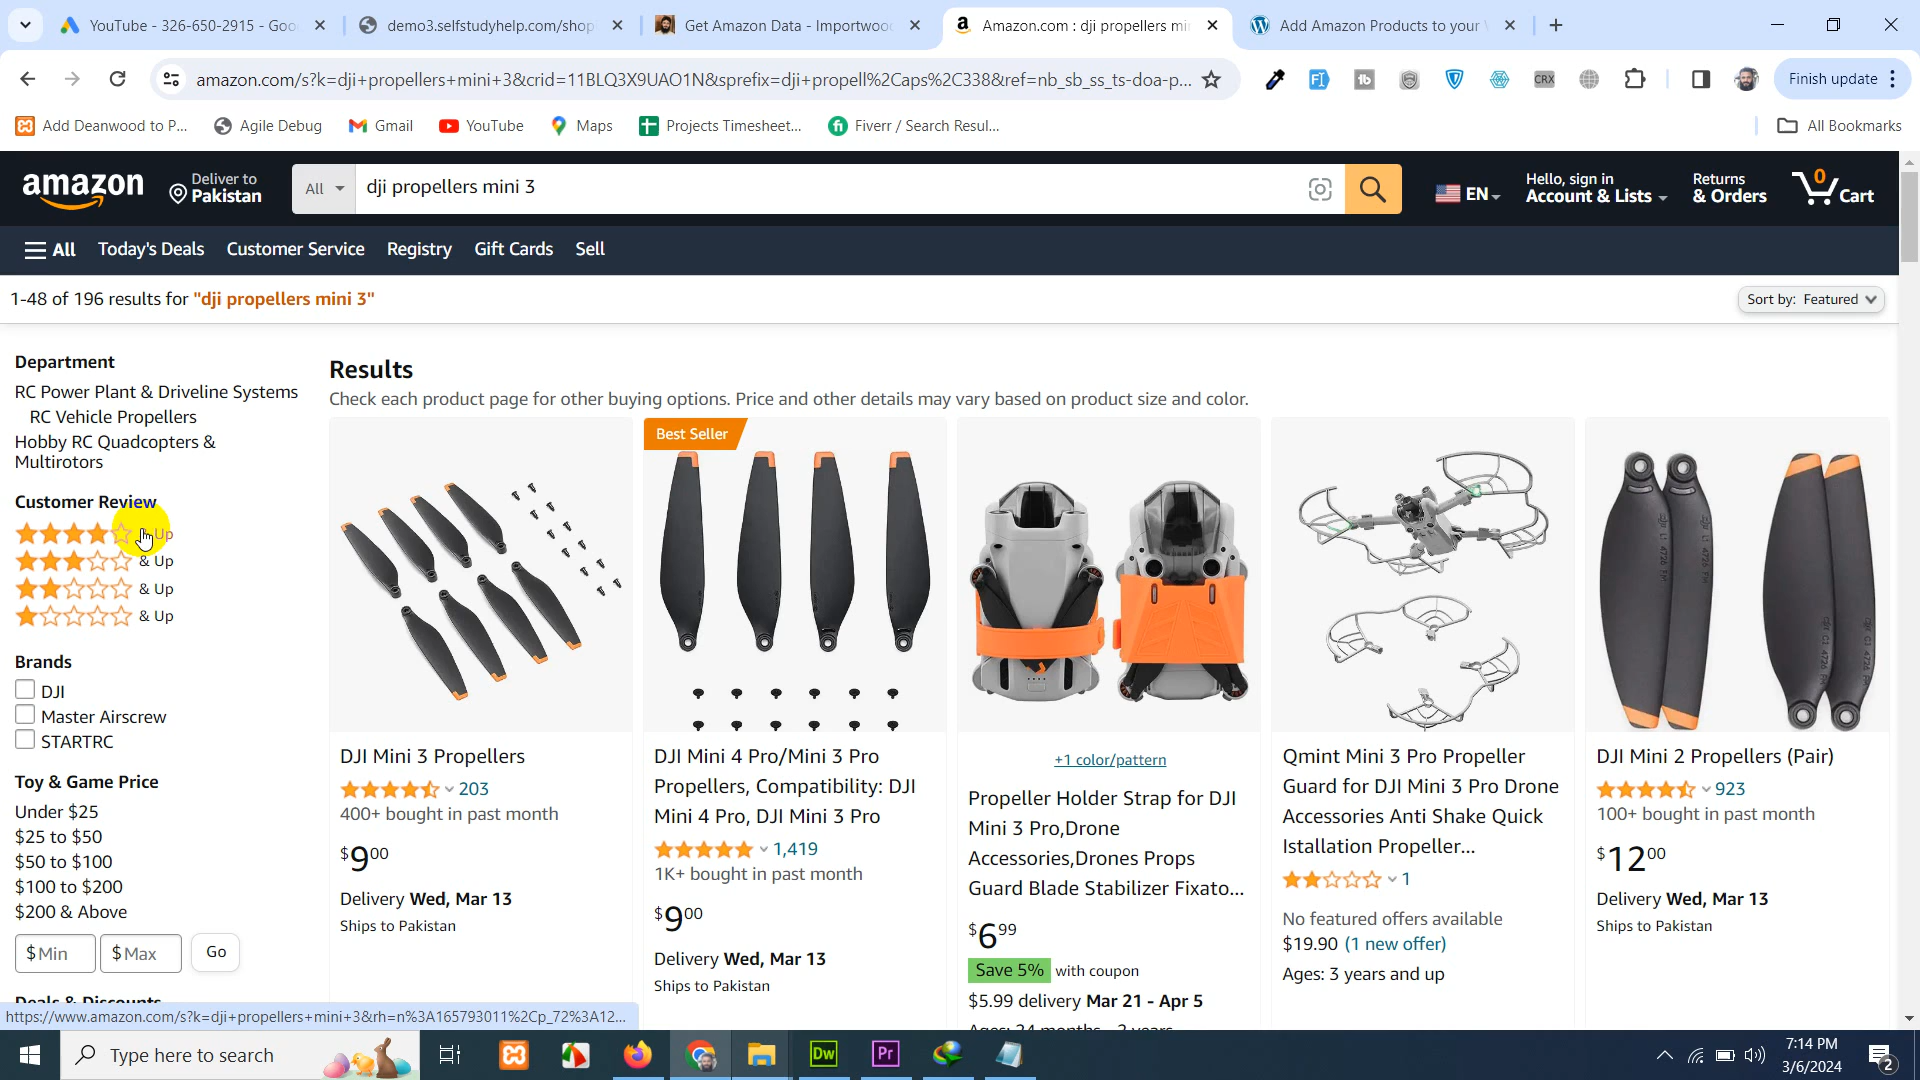 YouTube - 326-650-2915 - Goo
demo3.selfstudyhelp.com/shop
Get Amazon Data - Importwoo
Amazon.com : dji propellers mi
Add Amazon Products to your
amazon.com/s?k=dji+propellers+mini+3&crid=11BLQ3X9UAO1N&sprefix=dji+propell%2Caps%2C338&ref=nb_sb_ss_ts-doa-p...
CRX
Finish update
Add Deanwood to P...
Agile Debug
Gmail
YouTube
Maps
Projects Timesheet...
Fiverr / Search Resul...
All Bookmarks
amazon
Deliver to
Pakistan
All
dji propellers mini 3
EN
Hello, sign in
Account & Lists
Returns
& Orders
0
Cart
All
Today's Deals
Customer Service
Registry
Gift Cards
Sell
1-48 of 196 results for "dji propellers mini 3"
Sort by: Featured
Department
RC Power Plant & Driveline Systems
RC Vehicle Propellers
Hobby RC Quadcopters &
Multirotors
Customer Review
& Up
& Up
& Up
& Up
Brands
DJI
Master Airscrew
STARTRC
Toy & Game Price
Under $25
$25 to $50
$50 to $100
$100 to $200
$200 & Above
$ Min
$ Max
Go
Deals & Discounts
Results
Check each product page for other buying options. Price and other details may vary based on product size and color.
DJI Mini 3 Propellers
203
400+ bought in past month
$9 00
Delivery Wed, Mar 13
Ships to Pakistan
Best Seller
DJI Mini 4 Pro/Mini 3 Pro
Propellers, Compatibility: DJI
Mini 4 Pro, DJI Mini 3 Pro
1,419
1K+ bought in past month
$9 00
Delivery Wed, Mar 13
Ships to Pakistan
+1 color/pattern
Propeller Holder Strap for DJI
Mini 3 Pro,Drone
Accessories,Drones Props
Guard Blade Stabilizer Fixato...
$6 99
Save 5% with coupon
$5.99 delivery Mar 21 - Apr 5
Ages: 24 months - 2 years
Qmint Mini 3 Pro Propeller
Guard for DJI Mini 3 Pro Drone
Accessories Anti Shake Quick
Istallation Propeller...
1
No featured offers available
$19.90 (1 new offer)
Ages: 3 years and up
DJI Mini 2 Propellers (Pair)
923
100+ bought in past month
$12 00
Delivery Wed, Mar 13
Ships to Pakistan
https://www.amazon.com/s?k=dji+propellers+mini+3&rh=n%3A165793011%2Cp_72%3A12...
Type here to search
Dw
Pr
7:14 PM
3/6/2024
2